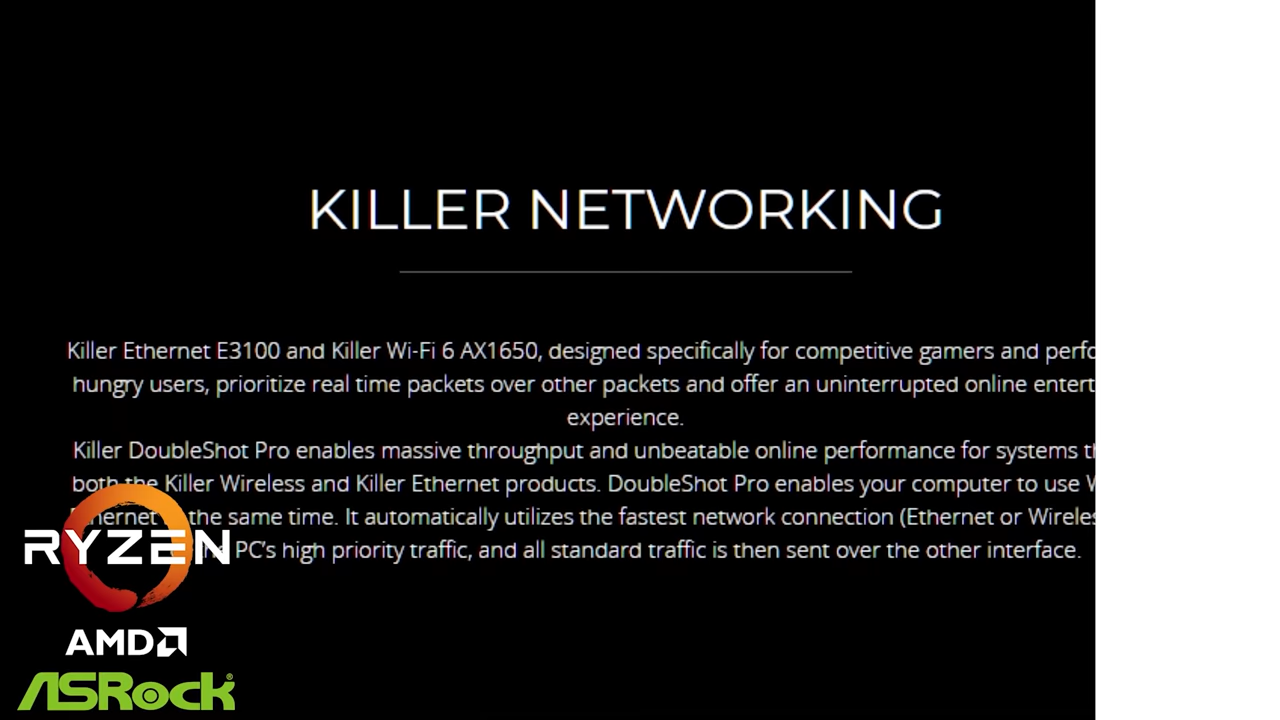 KILLER NETWORKING
Killer Ethernet E3100 and Killer Wi-Fi 6 AX1650, designed specifically for competitive gamers and perfo
hungry users, prioritize real time packets over other packets and offer an uninterrupted online entert
experience.
Killer DoubleShot Pro enables massive throughput and unbeatable online performance for systems th
both the Killer Wireless and Killer Ethernet products. DoubleShot Pro enables your computer to use W
the same time. It automatically utilizes the fastest network connection (Ethernet or Wireles
PC’s high priority traffic, and all standard traffic is then sent over the other interface.
RYZEN
AMD
ASRock®